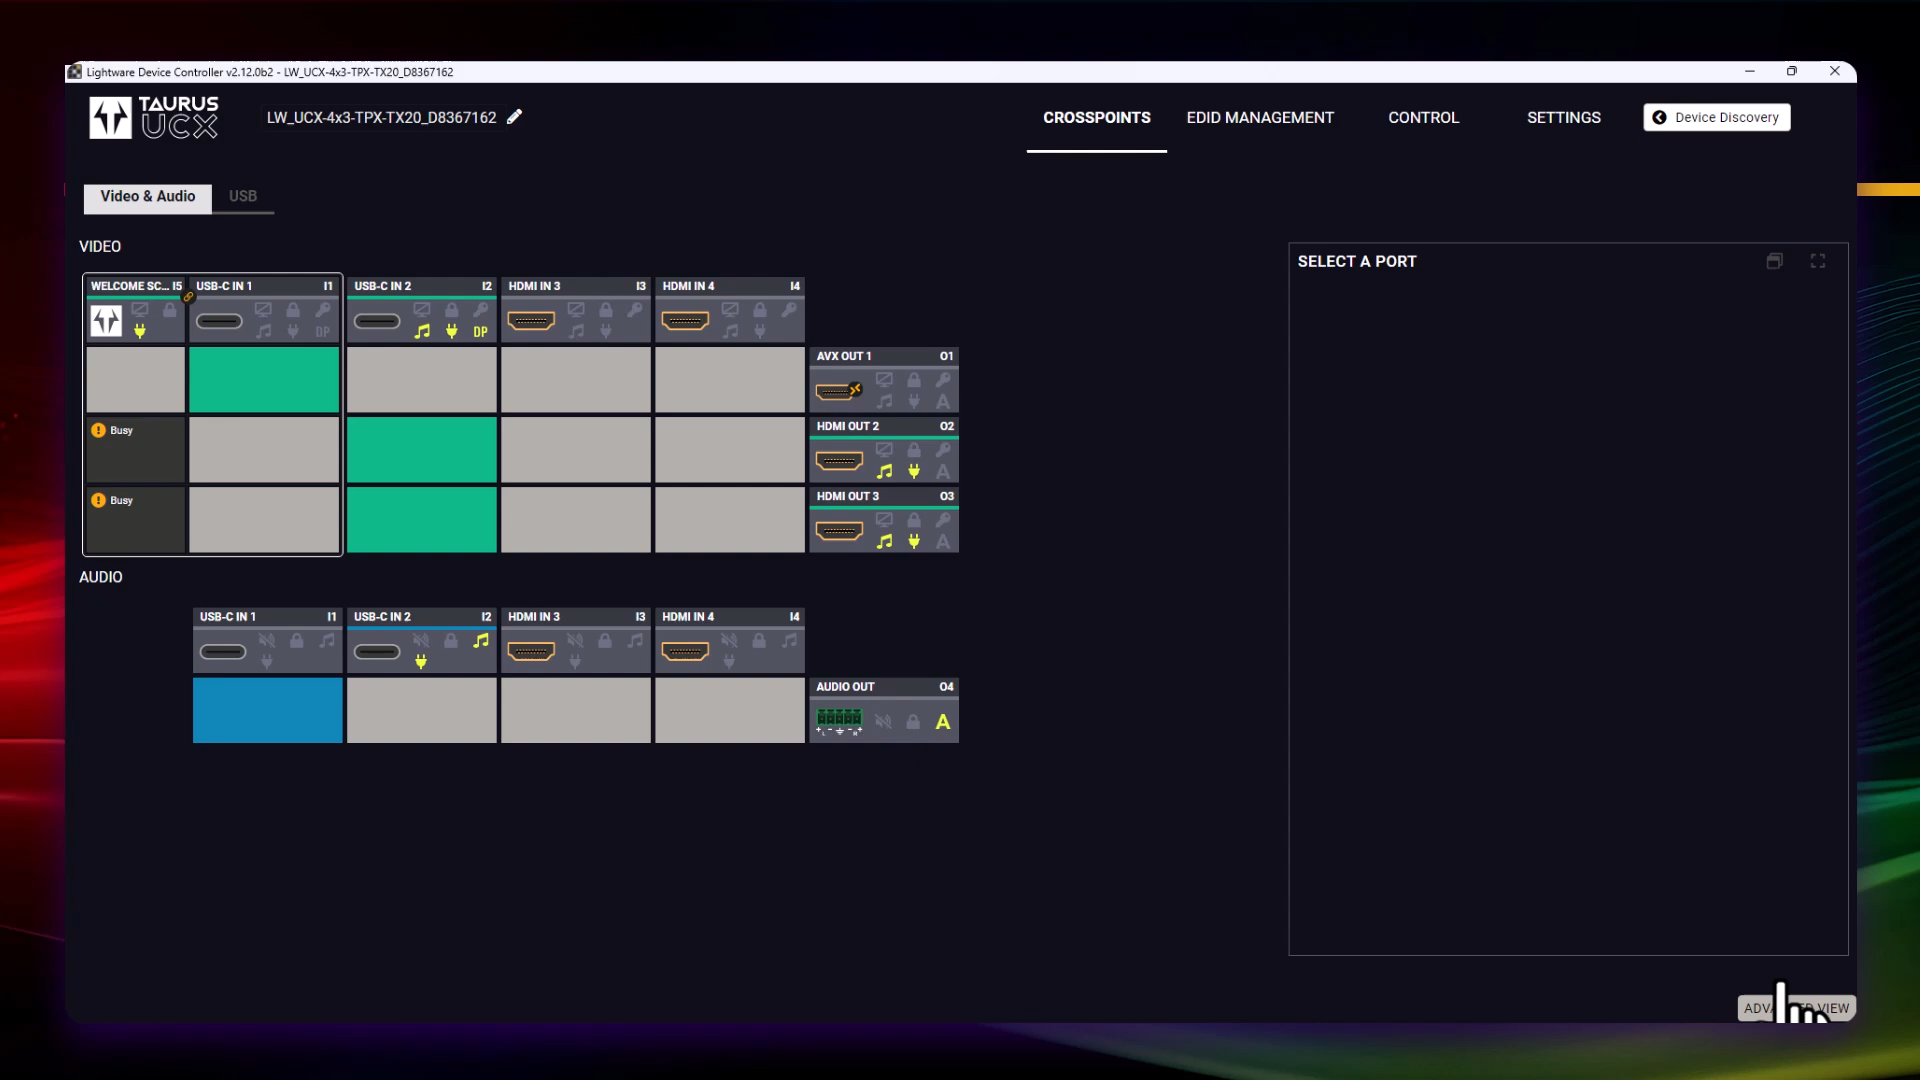 Lightware Device Controller v2.12.0b2 - LW_UCX-4x3-TPX-TX20_D8367162
TAURUS
UCX
LW_UCX-4x3-TPX-TX20_D8367162
CROSSPOINTS
EDID MANAGEMENT
CONTROL
SETTINGS
Device Discovery
Video & Audio
USB
VIDEO
SELECT A PORT
WELCOME SC... I5
USB-C IN 1 I1
USB-C IN 2 I2
HDMI IN 3 I3
HDMI IN 4 I4
DP
DP
AVX OUT 1 O1
A
Busy
HDMI OUT 2 O2
A
Busy
HDMI OUT 3 O3
A
AUDIO
USB-C IN 1 I1
USB-C IN 2 I2
HDMI IN 3 I3
HDMI IN 4 I4
AUDIO OUT O4
A
VIEW